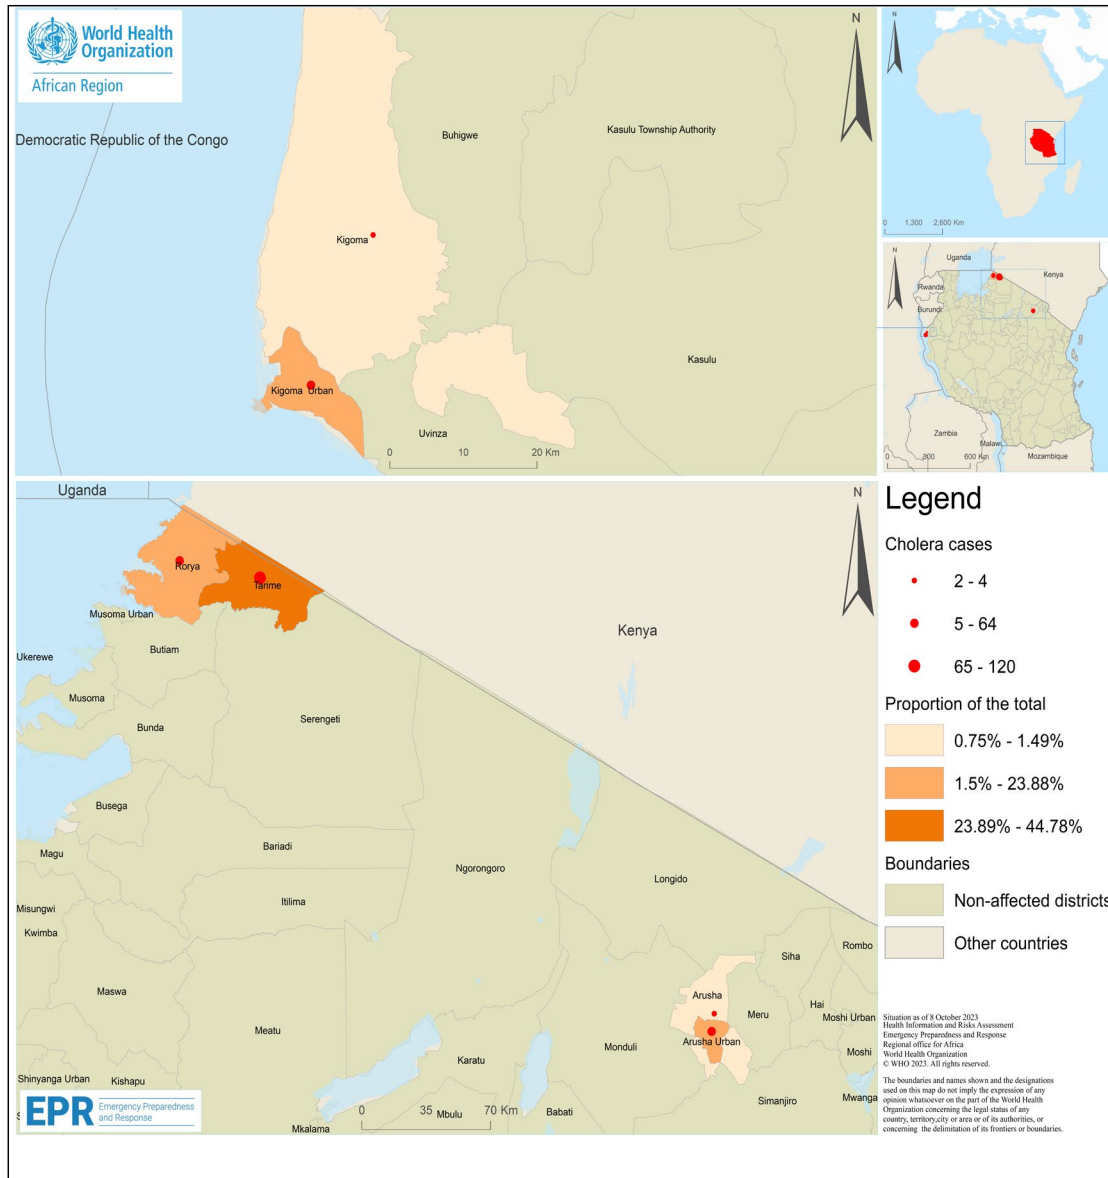 World Health
Organization
African Region
Democratic Republic of the Congo
N
Buhigwe
Kasulu Township Authority
Kigoma
Kasulu
Kigoma Urban
Uvinza
0 10 20 Km
N
0 1,300 2,600 Km
N
Uganda
Kenya
Rwanda
Burundi
Zambia
Malawi
Mozambique
0 300 600 Km
Uganda
N
Rorya
Tarime
Musoma Urban
Kenya
Butiam
Ukerewe
Musoma
Serengeti
Bunda
Busega
Bariadi
Magu
Ngorongoro
Longido
Itilima
Misungwi
Kwimba
Rombo
Siha
Maswa
Arusha
Hai
Meru
Moshi Urban
Meatu
Arusha Urban
Monduli
Moshi
Karatu
Shinyanga Urban
Kishapu
Mwanga
Simanjiro
0 35 70 Km
Mbulu
Babati
Mkalama
EPR
Emergency Preparedness
and Response
Legend
Cholera cases
2 - 4
5 - 64
65 - 120
Proportion of the total
0.75% - 1.49%
1.5% - 23.88%
23.89% - 44.78%
Boundaries
Non-affected districts
Other countries
Situation as of 8 October 2023
Health Information and Risks Assessment
Emergency Preparedness and Response
Regional office for Africa
World Health Organization
© WHO 2023. All rights reserved.
The boundaries and names shown and the designations
used on this map do not imply the expression of any
opinion whatsoever on the part of the World Health
Organization concerning the legal status of any
country, territory,city or area or of its authorities, or
concerning the delimitation of its frontiers or boundaries.